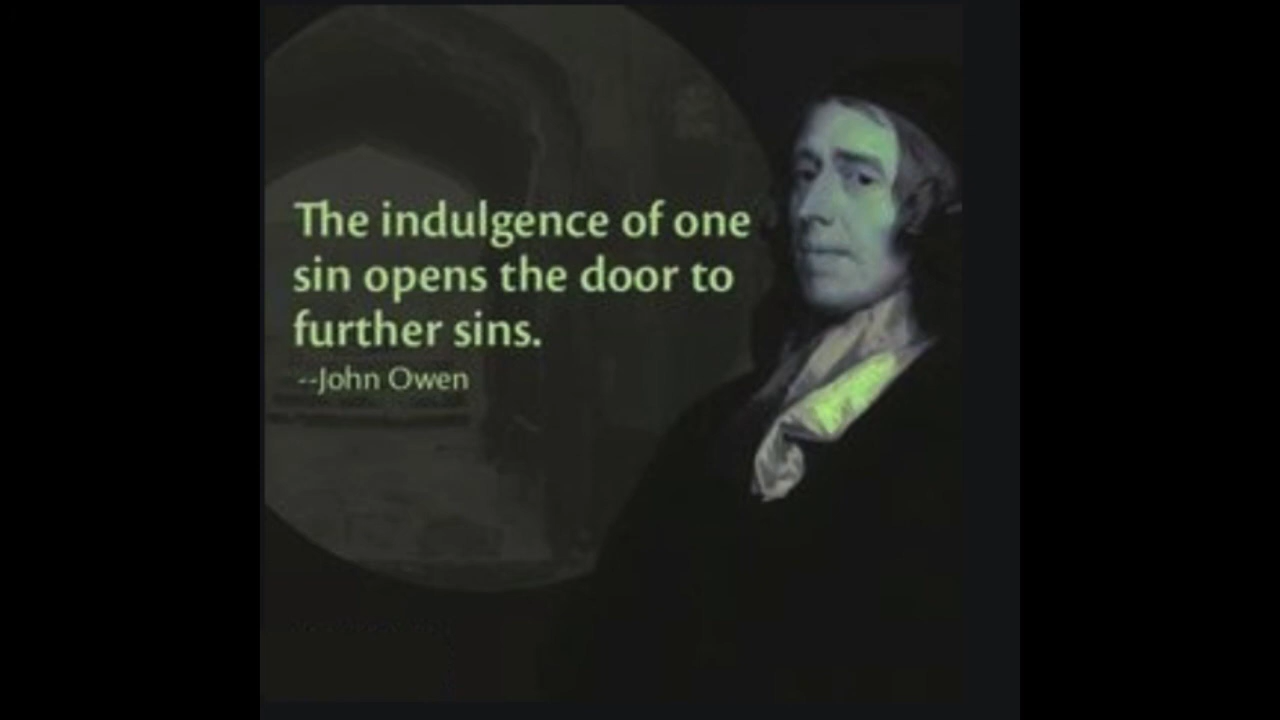 The indulgence of one
sin opens the door to
further sins.
--John Owen